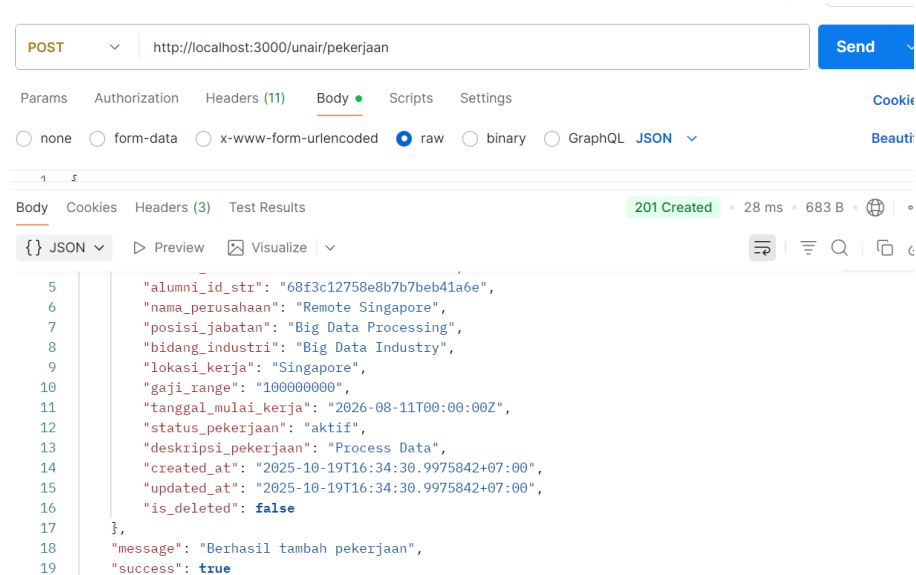 POST http://localhost:3000/unair/pekerjaan Send
Params Authorization Headers (11) Body Scripts Settings
none form-data x-www-form-urlencoded raw binary GraphQL JSON
1 {
Body Cookies Headers (3) Test Results 201 Created 28 ms 683 B
{} JSON Preview Visualize
5 "alumni_id_str": "68f3c12758e8b7b7beb41a6e",
6 "nama_perusahaan": "Remote Singapore",
7 "posisi_jabatan": "Big Data Processing",
8 "bidang_industri": "Big Data Industry",
9 "lokasi_kerja": "Singapore",
10 "gaji_range": "100000000",
11 "tanggal_mulai_kerja": "2026-08-11T00:00:00Z",
12 "status_pekerjaan": "aktif",
13 "deskripsi_pekerjaan": "Process Data",
14 "created_at": "2025-10-19T16:34:30.9975842+07:00",
15 "updated_at": "2025-10-19T16:34:30.9975842+07:00",
16 "is_deleted": false
17 },
18 "message": "Berhasil tambah pekerjaan",
19 "success": true